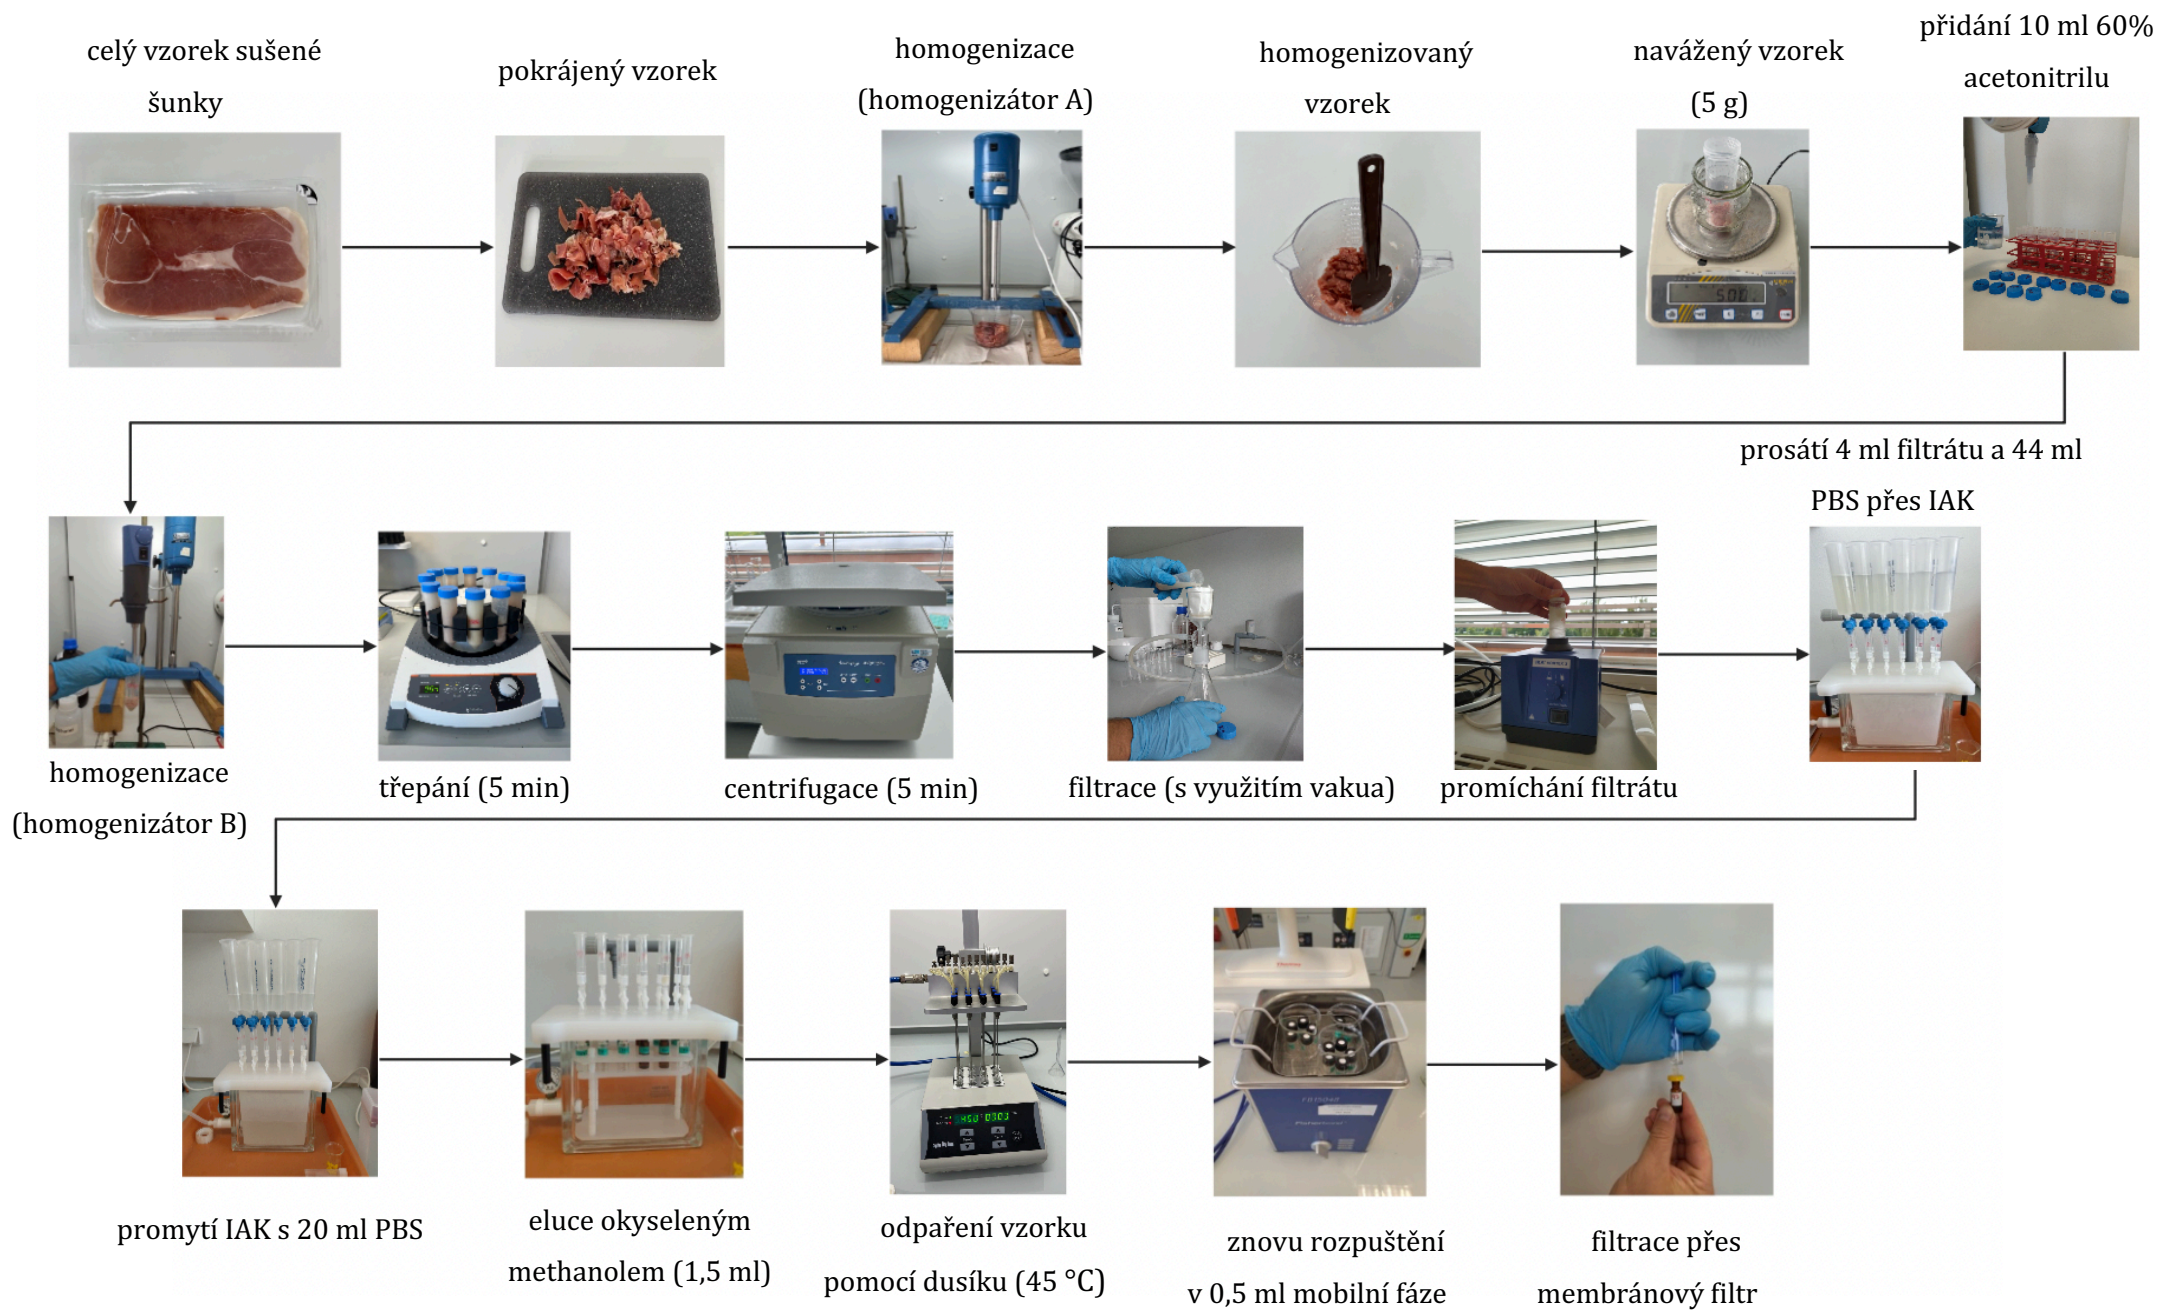 celý vzorek sušené
šunky
pokrájený vzorek
homogenizace
(homogenizátor A)
homogenizovaný
vzorek
navážený vzorek
(5 g)
přidání 10 ml 60%
acetonitrilu
homogenizace
(homogenizátor B)
třepání (5 min)
centrifugace (5 min)
filtrace (s využitím vakua)
promíchání filtrátu
prosátí 4 ml filtrátu a 44 ml
PBS přes IAK
promytí IAK s 20 ml PBS
eluce okyseleným
methanolem (1,5 ml)
odpaření vzorku
pomocí dusíku (45 °C)
znovu rozpuštění
v 0,5 ml mobilní fáze
filtrace přes
membránový filtr